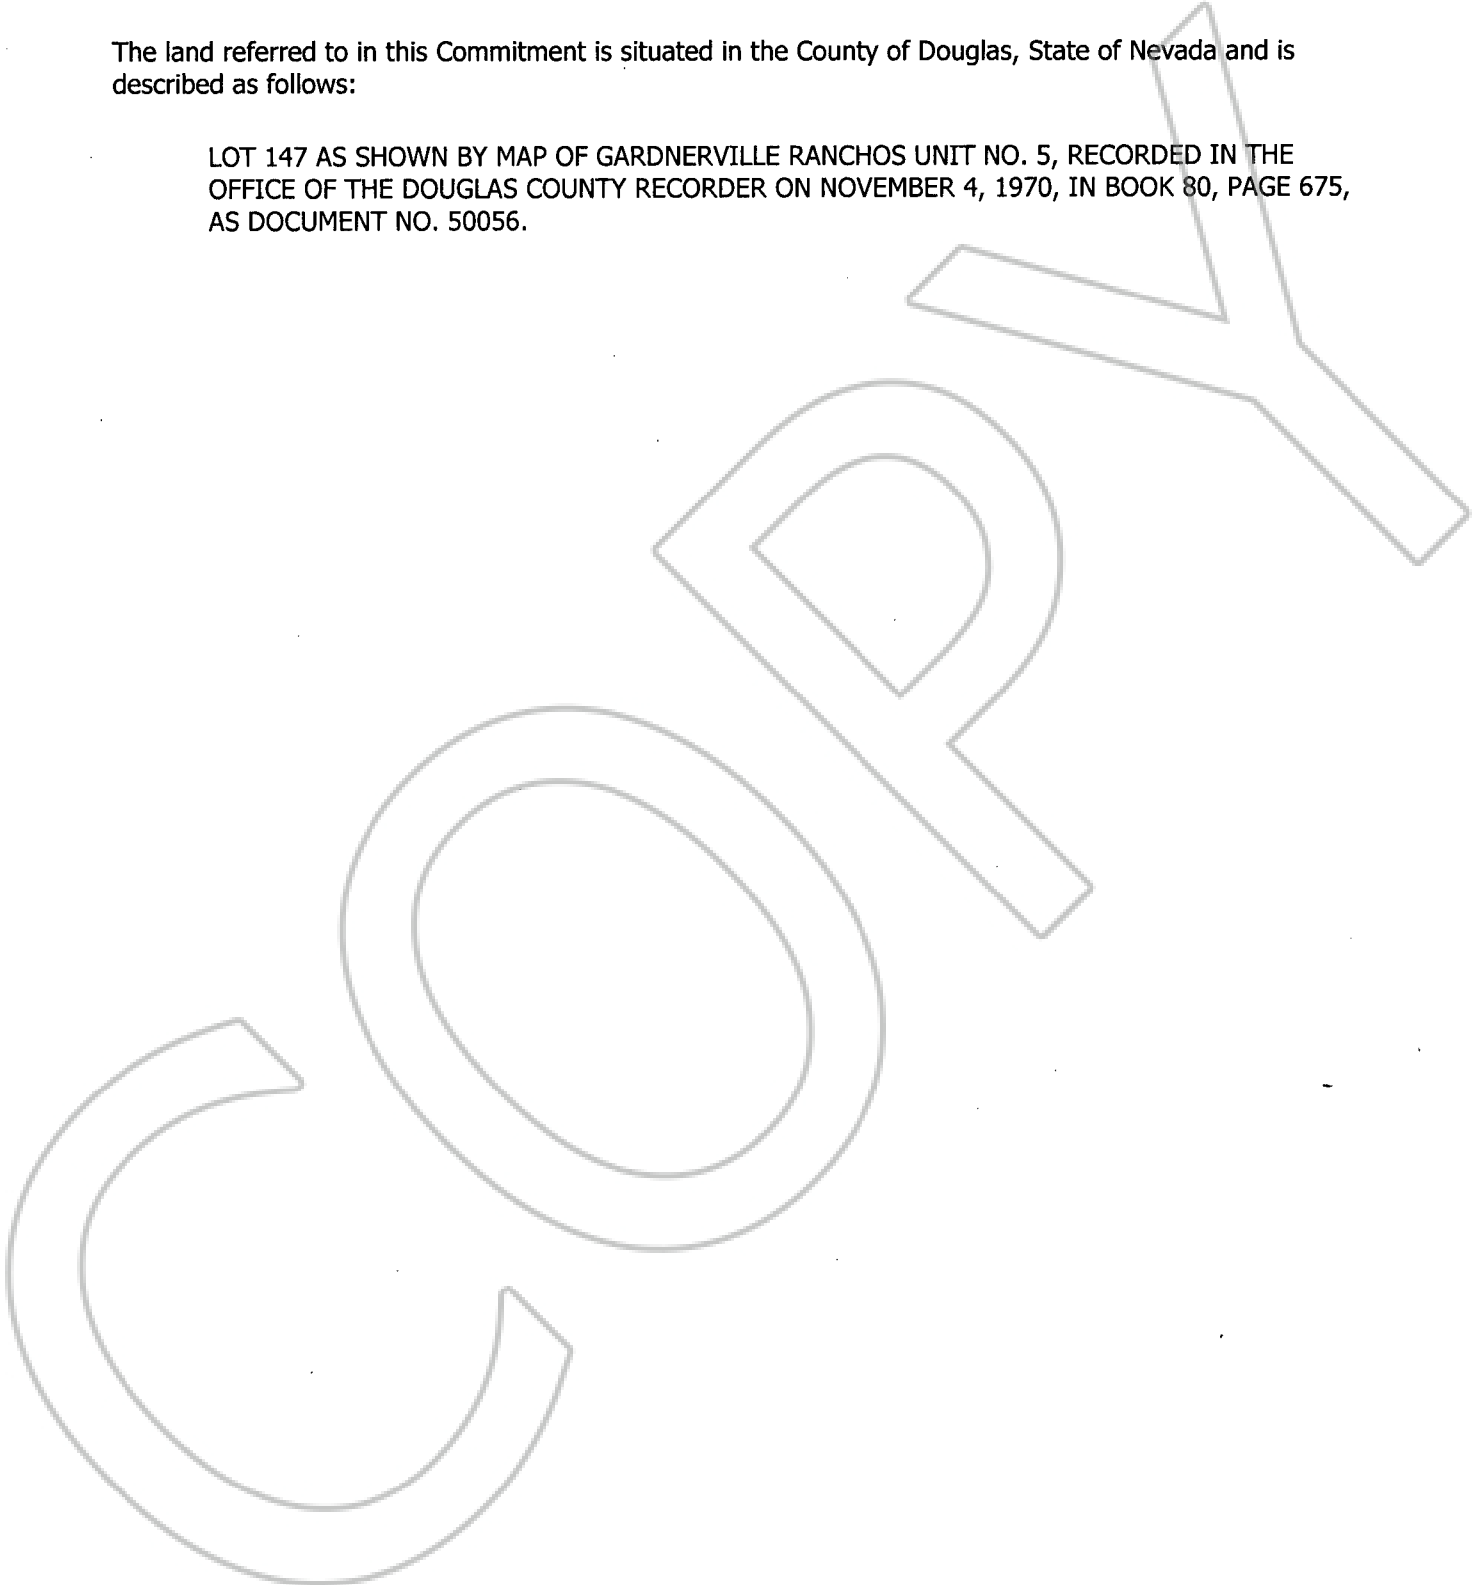 The land referred to in this Commitment is situated in the County of Douglas, State of Nevada and is
described as follows:
LOT 147 AS SHOWN BY MAP OF GARDNERVILLE RANCHOS UNIT NO. 5, RECORDED IN THE
OFFICE OF THE DOUGLAS COUNTY RECORDER ON NOVEMBER 4, 1970, IN BOOK 80, PAGE 675,
AS DOCUMENT NO. 50056.
COPY